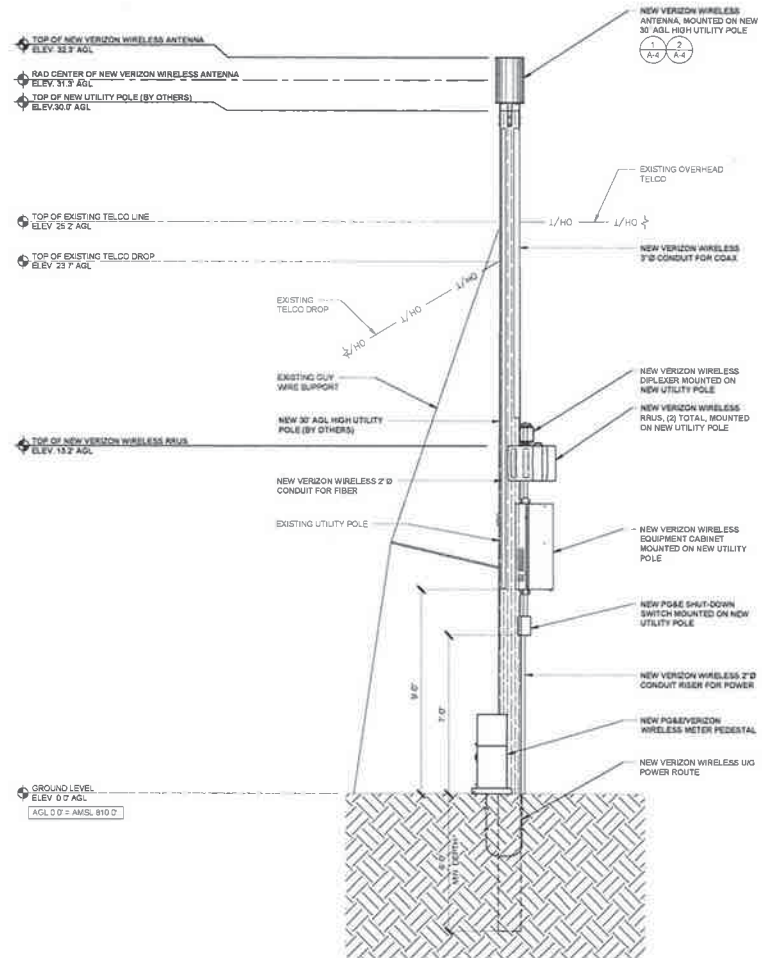 TOP OF NEW VERIZON WIRELESS ANTENNA
ELEV. 32.3' AGL
RAD CENTER OF NEW VERIZON WIRELESS ANTENNA
ELEV. 31.3' AGL
TOP OF NEW UTILITY POLE (BY OTHERS)
ELEV. 30.0' AGL
NEW VERIZON WIRELESS
ANTENNA, MOUNTED ON NEW
30' AGL HIGH UTILITY POLE
1
A-4
2
A-4
EXISTING OVERHEAD
TELCO
TOP OF EXISTING TELCO LINE
ELEV 25.2' AGL
T/HO
T/HO
TOP OF EXISTING TELCO DROP
ELEV 23.7' AGL
NEW VERIZON WIRELESS
3"Ø CONDUIT FOR COAX
EXISTING
TELCO DROP
T/HO
T/HO
T/HO
EXISTING GUY
WIRE SUPPORT
NEW VERIZON WIRELESS
DIPLEXER MOUNTED ON
NEW UTILITY POLE
NEW VERIZON WIRELESS
RRUS, (2) TOTAL, MOUNTED
ON NEW UTILITY POLE
NEW 30' AGL HIGH UTILITY
POLE (BY OTHERS)
TOP OF NEW VERIZON WIRELESS RRUS
ELEV. 15.2' AGL
NEW VERIZON WIRELESS 2"Ø
CONDUIT FOR FIBER
EXISTING UTILITY POLE
NEW VERIZON WIRELESS
EQUIPMENT CABINET
MOUNTED ON NEW UTILITY
POLE
NEW PG&E SHUT-DOWN
SWITCH MOUNTED ON NEW
UTILITY POLE
9'-0"
7'-0"
NEW VERIZON WIRELESS 2"Ø
CONDUIT RISER FOR POWER
NEW PG&E/VERIZON
WIRELESS METER PEDESTAL
NEW VERIZON WIRELESS U/G
POWER ROUTE
GROUND LEVEL
ELEV 0.0' AGL
AGL 0.0' = AMSL 810.0'
6'-0"
MIN DEPTH